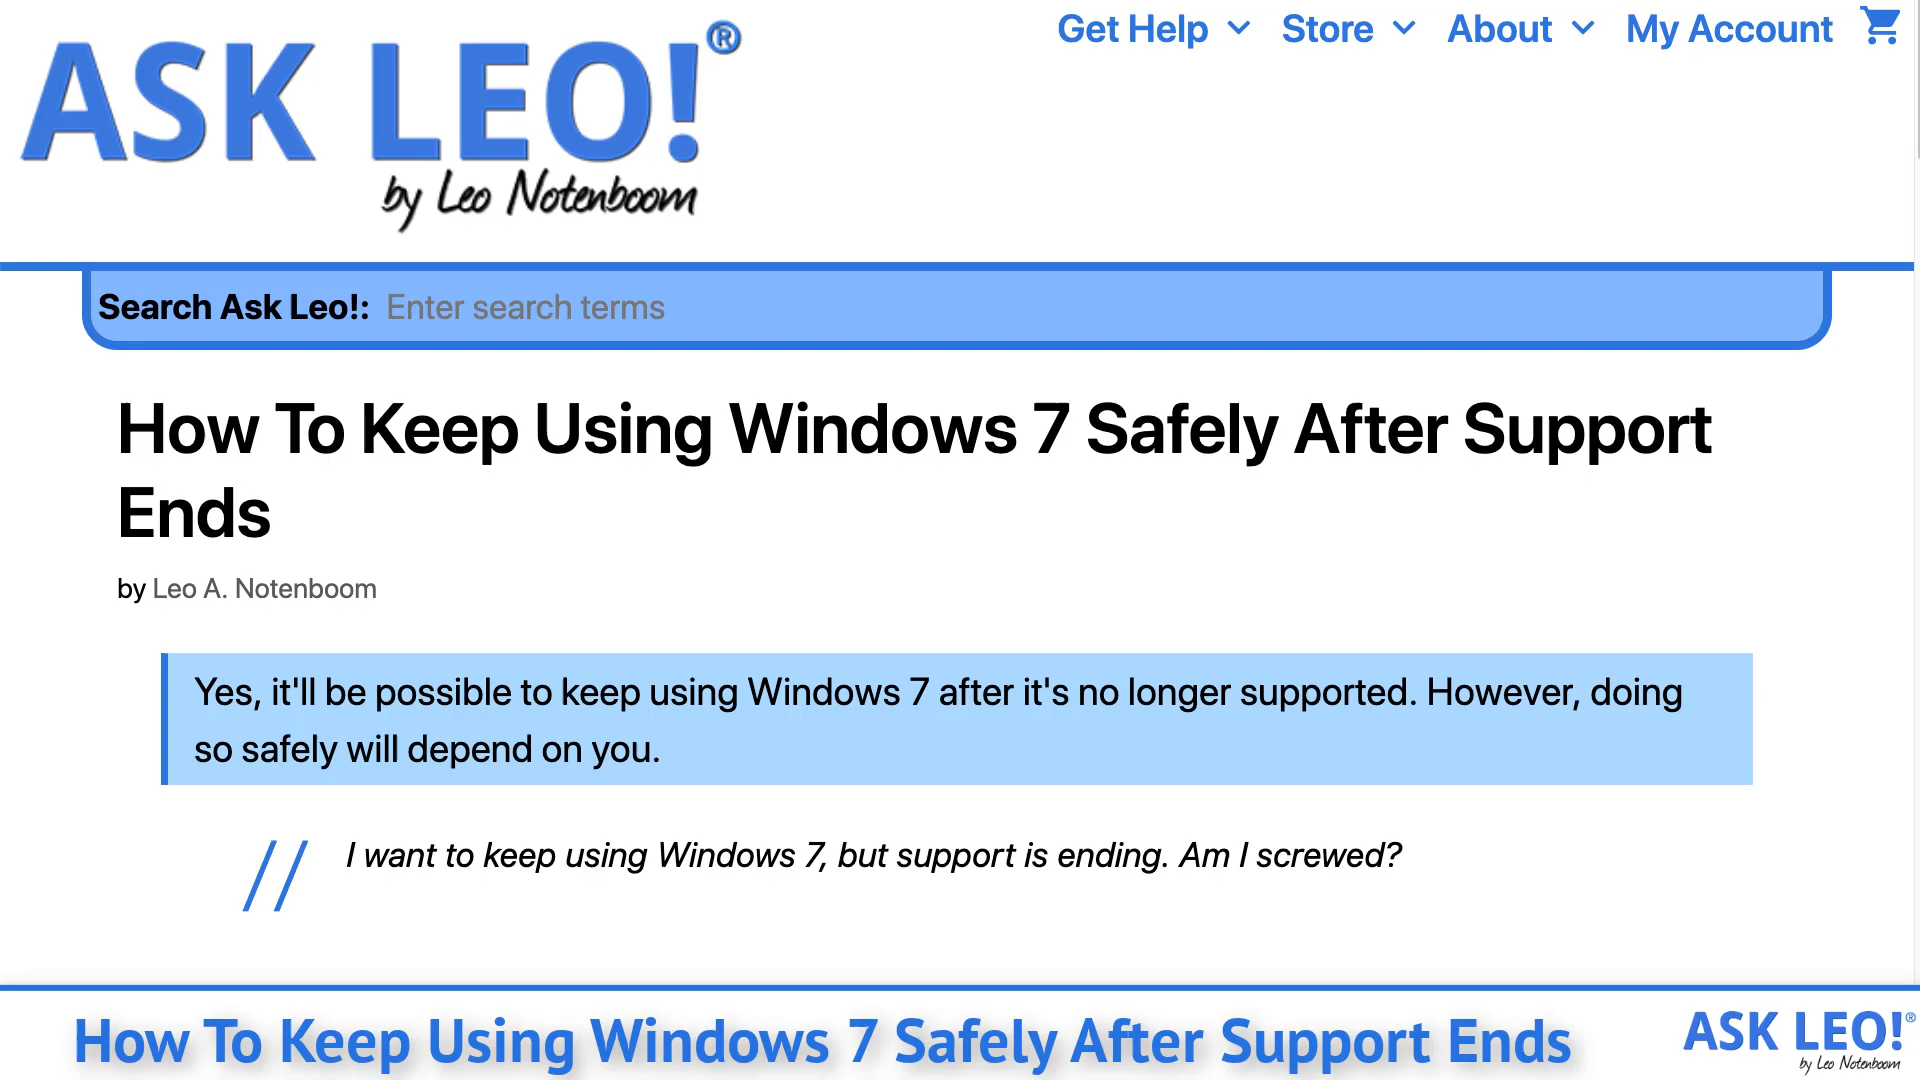 ASK LEO!®
by Leo Notenboom
Get Help Store About My Account
Search Ask Leo!: Enter search terms
How To Keep Using Windows 7 Safely After Support
Ends
by Leo A. Notenboom
Yes, it'll be possible to keep using Windows 7 after it's no longer supported. However, doing
so safely will depend on you.
I want to keep using Windows 7, but support is ending. Am I screwed?
How To Keep Using Windows 7 Safely After Support Ends
ASK LEO!®
by Leo Notenboom